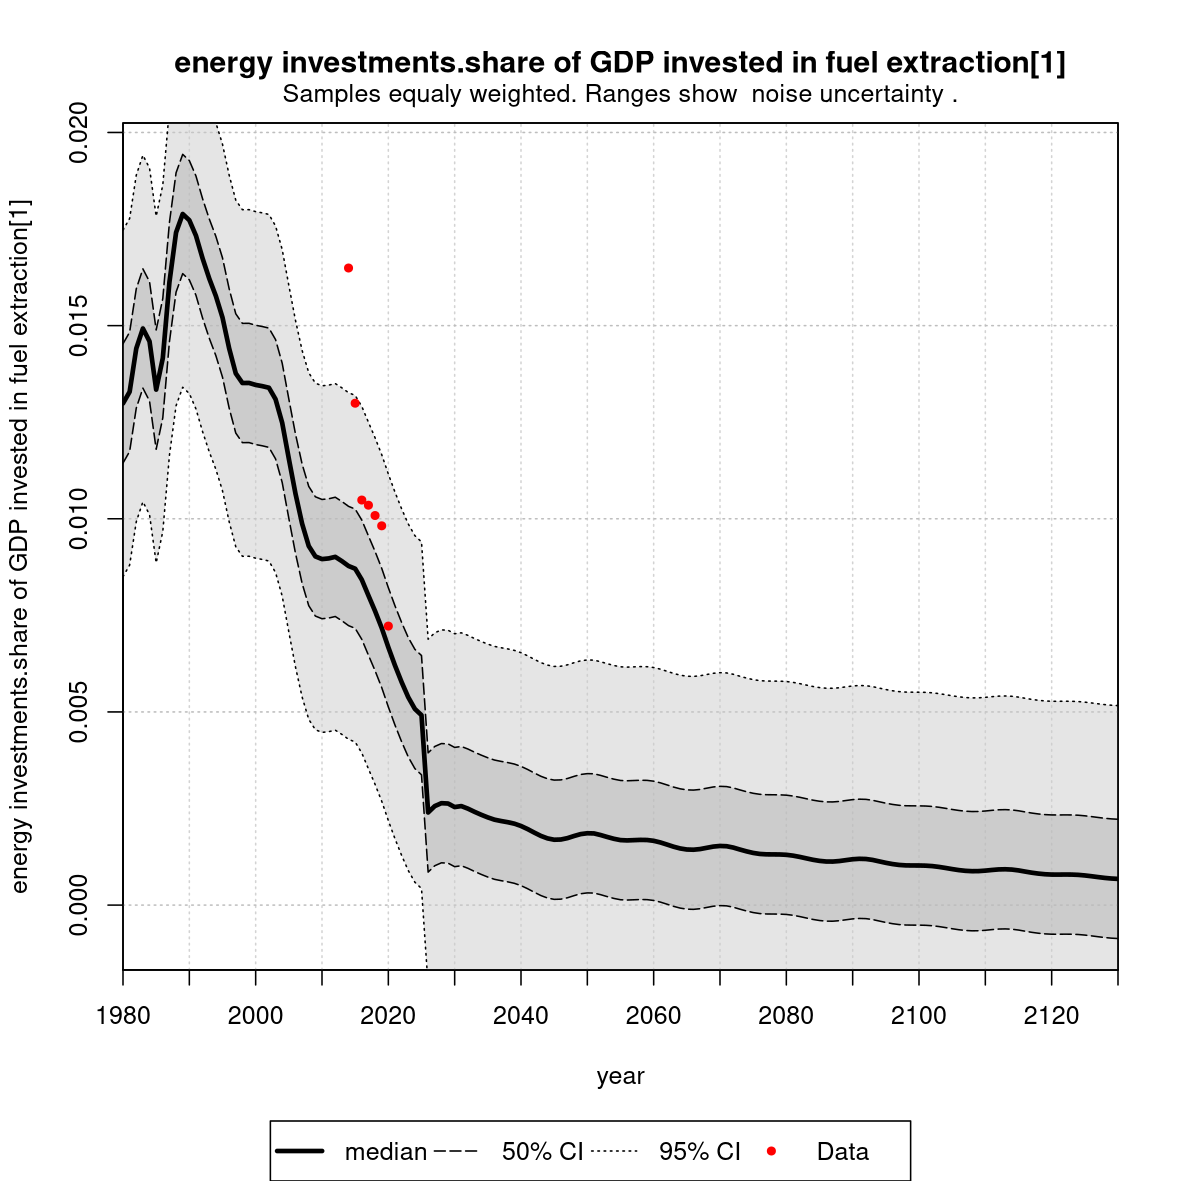 energy investments.share of GDP invested in fuel extraction[1]
Samples equaly weighted. Ranges show  noise uncertainty .
energy investments.share of GDP invested in fuel extraction[1]
0.020
0.015
0.010
0.005
0.000
1980 2000 2020 2040 2060 2080 2100 2120
year
median 50% CI 95% CI Data